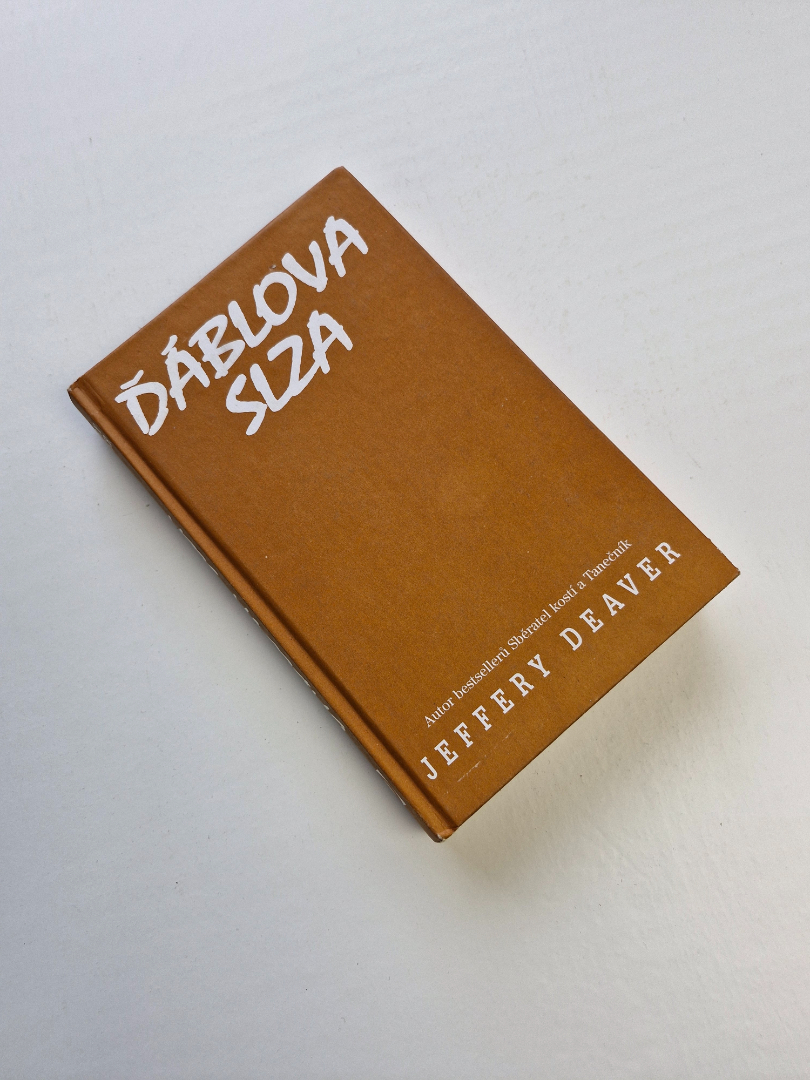 ĎÁBLOVA
SLZA
Autor bestsellerů Sběratel kostí a Tanečník
JEFFERY DEAVER